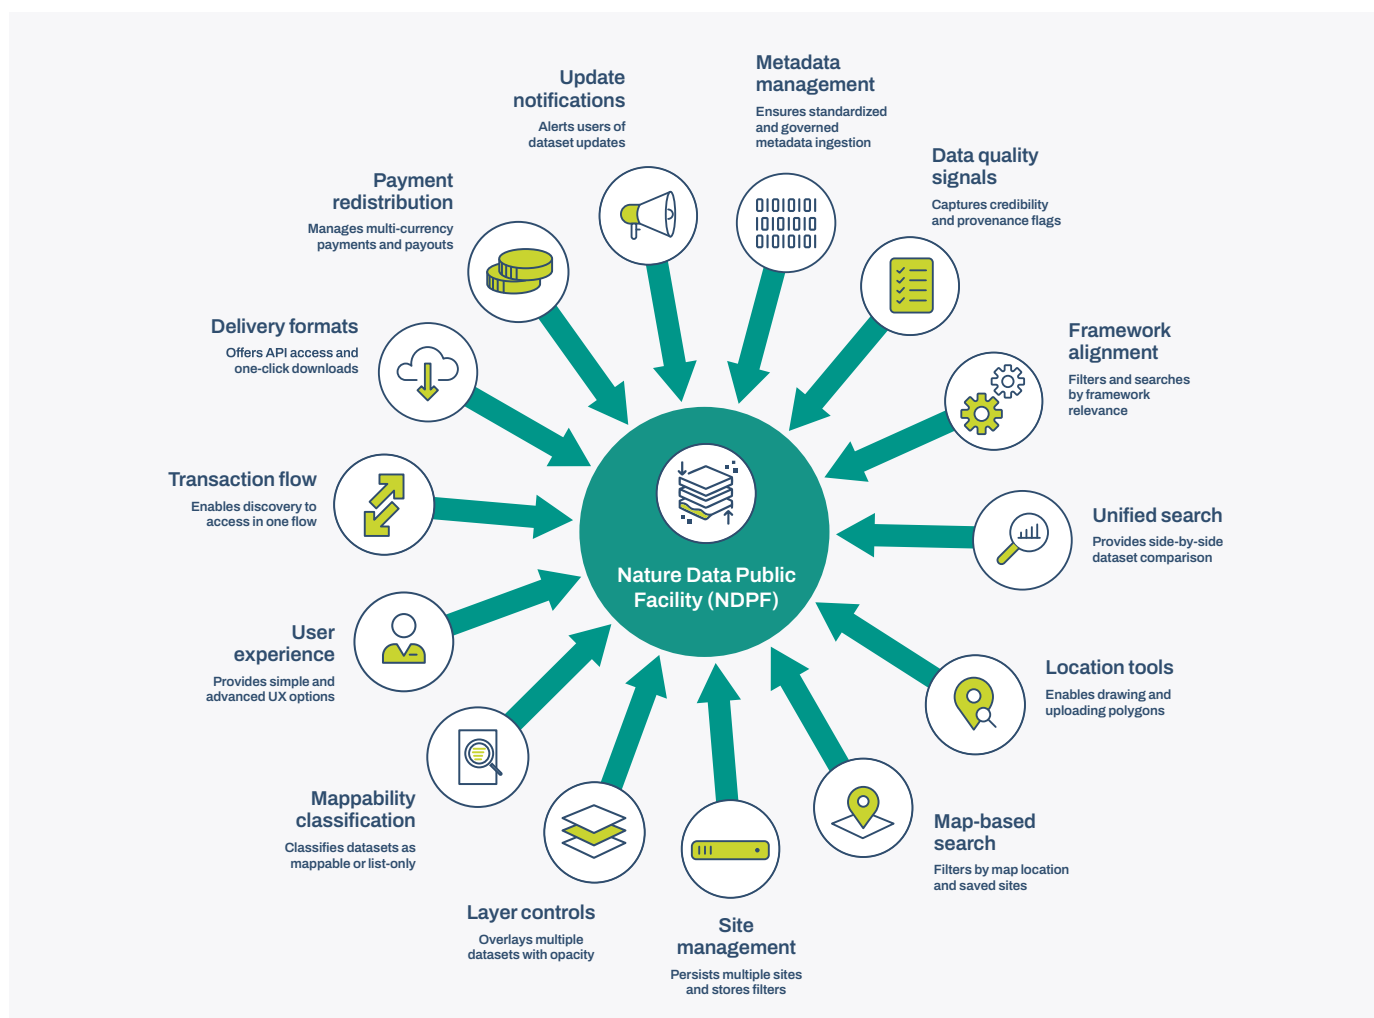 Metadata
management
Ensures standardized
and governed
metadata ingestion
Data quality
signals
Captures credibility
and provenance flags
Framework
alignment
Filters and searches
by framework
relevance
Unified search
Provides side-by-side
dataset comparison
Location tools
Enables drawing and
uploading polygons
Map-based
search
Filters by map location
and saved sites
Site
management
Persists multiple sites
and stores filters
Layer controls
Overlays multiple
datasets with opacity
Mappability
classification
Classifies datasets as
mappable or list-only
User
experience
Provides simple and
advanced UX options
Transaction flow
Enables discovery to
access in one flow
Delivery formats
Offers API access and
one-click downloads
Payment
redistribution
Manages multi-currency
payments and payouts
Update
notifications
Alerts users of
dataset updates
01010101
10101010
01010101
Nature Data Public
Facility (NDPF)